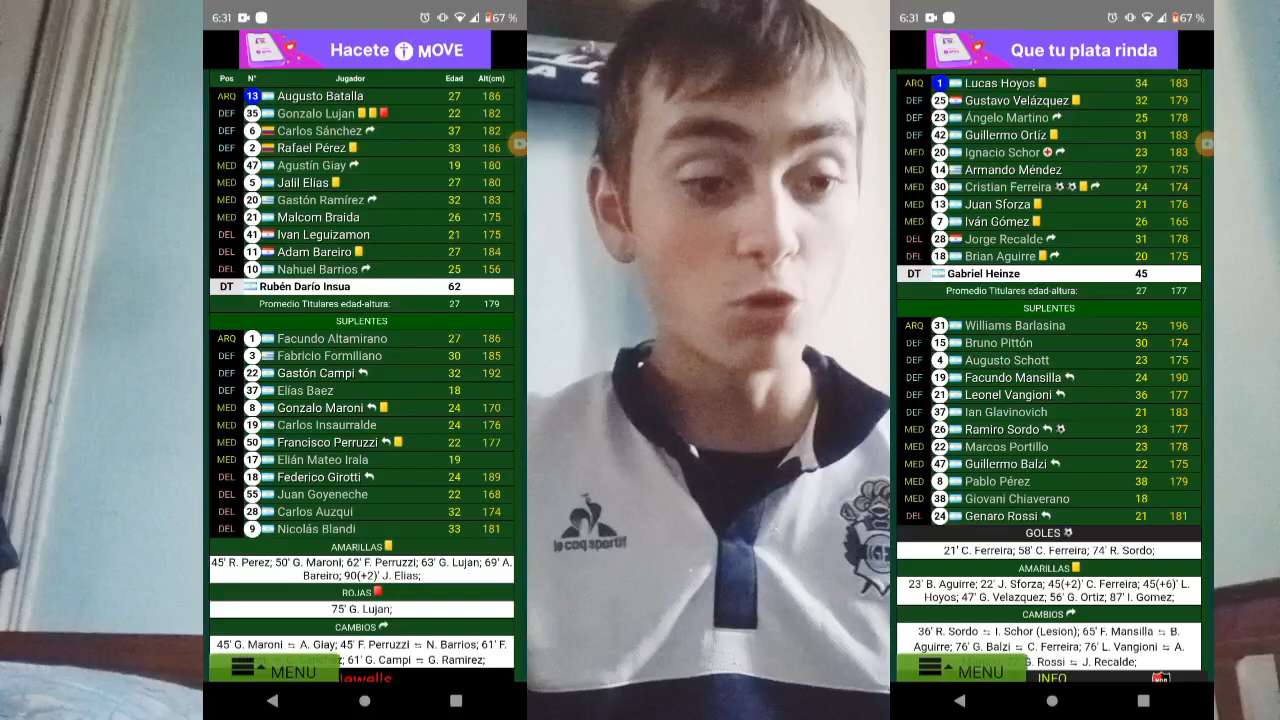 6:31
67 %
Hacete MOVE
Pos N° Jugador Edad Alt(cm)
ARQ 13 Augusto Batalla 27 186
DEF 35 Gonzalo Lujan 22 182
DEF 6 Carlos Sánchez 37 182
DEF 2 Rafael Pérez 33 186
MED 47 Agustín Giay 19 180
MED 5 Jalil Elias 27 180
MED 20 Gastón Ramírez 32 183
MED 21 Malcom Braida 26 175
DEL 41 Ivan Leguizamon 21 175
DEL 11 Adam Bareiro 27 184
DEL 10 Nahuel Barrios 25 156
DT Rubén Darío Insua 62
Promedio Titulares edad-altura: 27 179
SUPLENTES
ARQ 1 Facundo Altamirano 27 186
DEF 3 Fabricio Formiliano 30 185
DEF 22 Gastón Campi 32 192
DEF 37 Elías Baez 18
MED 8 Gonzalo Maroni 24 170
MED 19 Carlos Insaurralde 24 176
MED 50 Francisco Perruzzi 22 177
MED 17 Elián Mateo Irala 19
DEL 18 Federico Girotti 24 189
DEL 55 Juan Goyeneche 22 168
DEL 28 Carlos Auzqui 32 174
DEL 9 Nicolás Blandi 33 181
AMARILLAS
45' R. Perez; 50' G. Maroni; 62' F. Perruzzi; 63' G. Lujan; 69' A.
Bareiro; 90(+2)' J. Elias;
ROJAS
75' G. Lujan;
CAMBIOS
45' G. Maroni ⇆ A. Giay; 45' F. Perruzzi ⇆ N. Barrios; 61' F.
61' G. Campi ⇆ G. Ramirez;
MENU
le coq sportif
6:31
67 %
Que tu plata rinda
ARQ 1 Lucas Hoyos 34 183
DEF 25 Gustavo Velázquez 32 179
DEF 23 Ángelo Martino 25 178
DEF 42 Guillermo Ortíz 31 183
MED 20 Ignacio Schor 23 183
MED 14 Armando Méndez 27 175
MED 30 Cristian Ferreira 24 174
MED 13 Juan Sforza 21 176
MED 7 Iván Gómez 26 165
DEL 28 Jorge Recalde 31 178
DEL 18 Brian Aguirre 20 175
DT Gabriel Heinze 45
Promedio Titulares edad-altura: 27 177
SUPLENTES
ARQ 31 Williams Barlasina 25 196
DEF 15 Bruno Pittón 30 174
DEF 4 Augusto Schott 23 175
DEF 19 Facundo Mansilla 24 190
DEF 21 Leonel Vangioni 36 177
DEF 37 Ian Glavinovich 21 183
MED 26 Ramiro Sordo 23 177
MED 22 Marcos Portillo 23 178
MED 47 Guillermo Balzi 22 175
MED 8 Pablo Pérez 38 179
MED 38 Giovani Chiaverano 18
DEL 24 Genaro Rossi 21 181
GOLES
21' C. Ferreira; 58' C. Ferreira; 74' R. Sordo;
AMARILLAS
23' B. Aguirre; 22' J. Sforza; 45(+2)' C. Ferreira; 45(+6)' L.
Hoyos; 47' G. Velazquez; 56' G. Ortiz; 87' I. Gomez;
CAMBIOS
36' R. Sordo ⇆ I. Schor (Lesion); 65' F. Mansilla ⇆ B.
Aguirre; 76' G. Balzi ⇆ C. Ferreira; 76' L. Vangioni ⇆ A.
G. Rossi ⇆ J. Recalde;
MENU
INFO